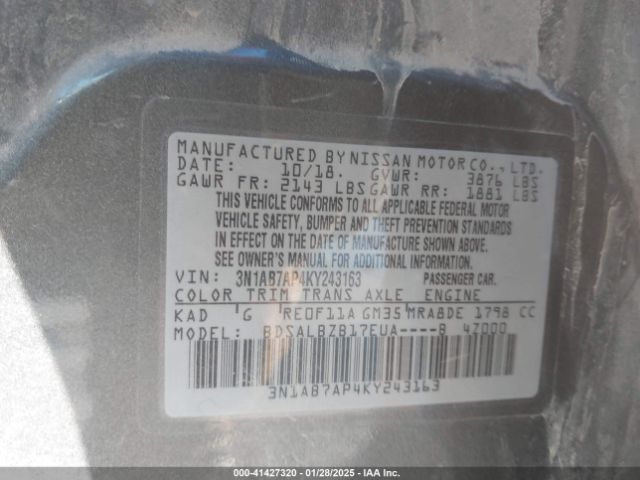 MANUFACTURED BY NISSAN MOTOR CO., LTD.
DATE: 10/18. GVWR: 3876 LBS
GAWR FR: 2143 LBS GAWR RR: 1881 LBS
THIS VEHICLE CONFORMS TO ALL APPLICABLE FEDERAL MOTOR
VEHICLE SAFETY, BUMPER AND THEFT PREVENTION STANDARDS
IN EFFECT ON THE DATE OF MANUFACTURE SHOWN ABOVE.
SEE OWNER'S MANUAL FOR ADDITIONAL INFORMATION.
VIN: 3N1AB7AP4KY243163 PASSENGER CAR.
COLOR TRIM TRANS AXLE ENGINE
KAD G RE0F11A GM35 MRA8DE 1798 CC
MODEL: BDSALBZB17EUA----B 47000
3N1AB7AP4KY243163
000-41427320 | 01/28/2025 - IAA Inc.